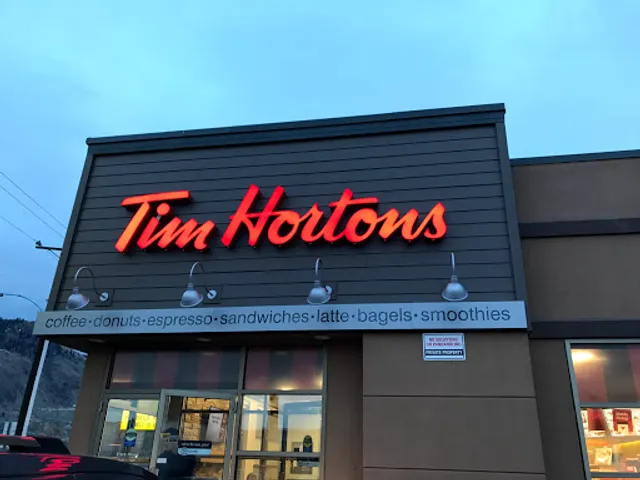 Tim Hortons
coffee·donuts·espresso·sandwiches·latte·bagels·smoothies
PRIVATE PROPERTY